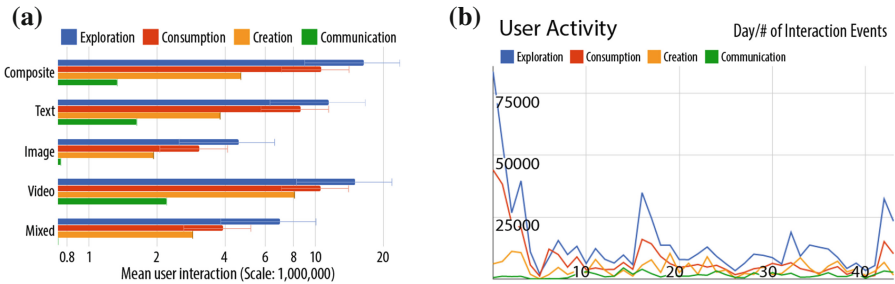 (a)
Exploration Consumption Creation Communication
Composite
Text
Image
Video
Mixed
0.8 1 2 4 6 8 10 20
Mean user interaction (Scale: 1,000,000)
(b)
User Activity
Day/# of Interaction Events
Exploration Consumption Creation Communication
75000
50000
25000
10 20 30 40